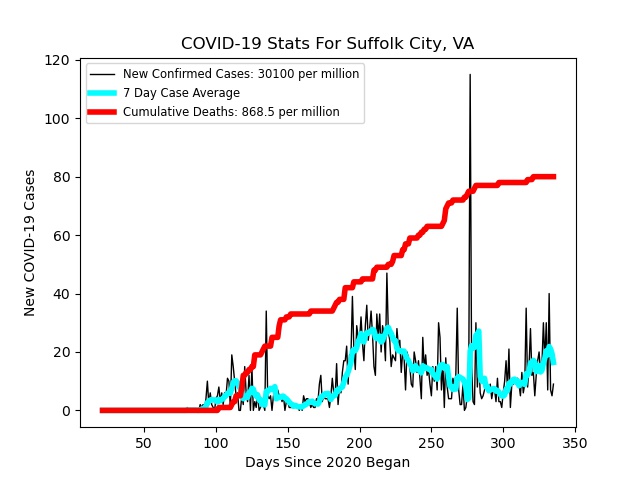 COVID-19 Stats For Suffolk City, VA
New Confirmed Cases: 30100 per million
7 Day Case Average
Cumulative Deaths: 868.5 per million
New COVID-19 Cases
120
100
80
60
40
20
0
50 100 150 200 250 300 350
Days Since 2020 Began